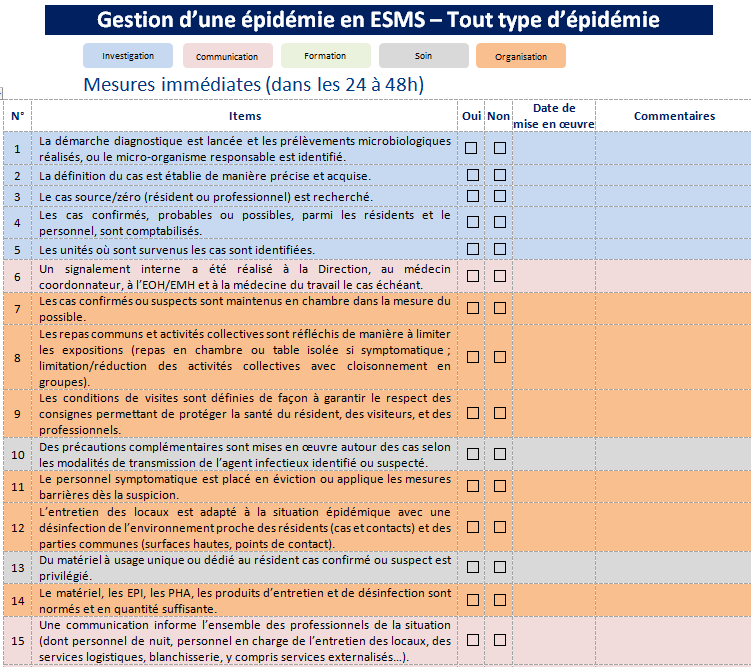 Gestion d’une épidémie en ESMS – Tout type d’épidémie
Investigation
Communication
Formation
Soin
Organisation
Mesures immédiates (dans les 24 à 48h)
N°
Items
Oui
Non
Date de
mise en œuvre
Commentaires
1
La démarche diagnostique est lancée et les prélèvements microbiologiques
réalisés, ou le micro-organisme responsable est identifié.
2
La définition du cas est établie de manière précise et acquise.
3
Le cas source/zéro (résident ou professionnel) est recherché.
4
Les cas confirmés, probables ou possibles, parmi les résidents et le
personnel, sont comptabilisés.
5
Les unités où sont survenus les cas sont identifiées.
6
Un signalement interne a été réalisé à la Direction, au médecin
coordonnateur, à l’EOH/EMH et à la médecine du travail le cas échéant.
7
Les cas confirmés ou suspects sont maintenus en chambre dans la mesure du
possible.
8
Les repas communs et activités collectives sont réfléchis de manière à limiter
les expositions (repas en chambre ou table isolée si symptomatique ;
limitation/réduction des activités collectives avec cloisonnement en
groupes).
9
Les conditions de visites sont définies de façon à garantir le respect des
consignes permettant de protéger la santé du résident, des visiteurs, et des
professionnels.
10
Des précautions complémentaires sont mises en œuvre autour des cas selon
les modalités de transmission de l’agent infectieux identifié ou suspecté.
11
Le personnel symptomatique est placé en éviction ou applique les mesures
barrières dès la suspicion.
12
L’entretien des locaux est adapté à la situation épidémique avec une
désinfection de l’environnement proche des résidents (cas et contacts) et des
parties communes (surfaces hautes, points de contact).
13
Du matériel à usage unique ou dédié au résident cas confirmé ou suspect est
privilégié.
14
Le matériel, les EPI, les PHA, les produits d’entretien et de désinfection sont
normés et en quantité suffisante.
15
Une communication informe l’ensemble des professionnels de la situation
(dont personnel de nuit, personnel en charge de l’entretien des locaux, des
services logistiques, blanchisserie, y compris services externalisés…).